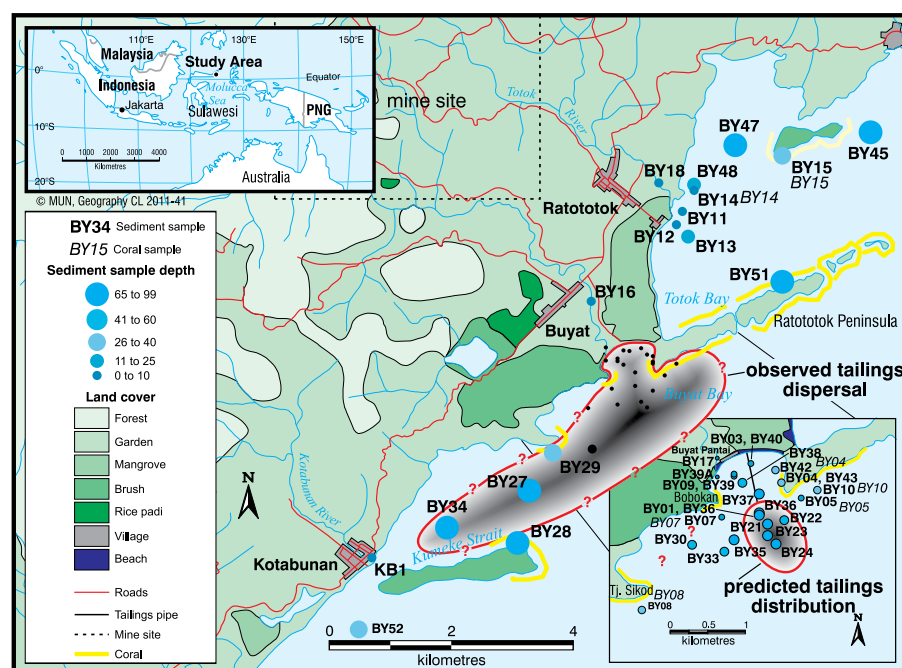 110°E
130°E
150°E
Malaysia
Study Area
0°
Equator
Indonesia
Molucca
Sea
Jakarta
Sulawesi
PNG
10°S
0 1000 2000 3000 4000
Kilometres
Australia
20°S
© MUN, Geography CL 2011-41
mine site
Totok
River
BY47
BY45
BY15
BY15
BY18
BY48
BY14
BY14
BY11
BY12
BY13
Ratototok
BY51
BY16
Totok Bay
Buyat
Ratototok Peninsula
BY34 Sediment sample
BY15 Coral sample
Sediment sample depth
65 to 99
41 to 60
26 to 40
11 to 25
0 to 10
Land cover
Forest
Garden
Mangrove
Brush
Rice padi
Village
Beach
Roads
Tailings pipe
Mine site
Coral
observed tailings
dispersal
Buyat Bay
? ? ? ? ? ? ? ? ?
BY29
BY27
BY34
BY28
Kumeke Strait
Kotabunan River
N
Kotabunan
KB1
BY52
0 2 4
kilometres
BY03, BY40
Buyat Pantai
BY38
BY17
BY42
BY04
BY39A
BY04, BY43
BY09, BY39
BY10
BY10
Bobokan
BY37
BY05
BY05
BY01, BY36
BY36
BY07
BY07
BY21
BY22
BY23
?
BY30
BY33
BY35
BY24
?
predicted tailings
distribution
Tj. Sikod
BY08
BY08
0 0.5 1
kilometres
N